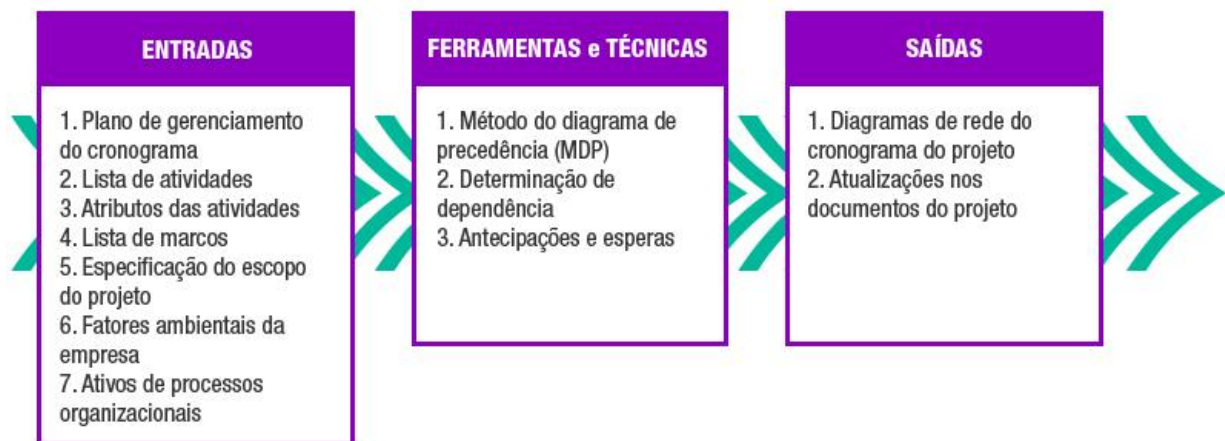 ENTRADAS
1. Plano de gerenciamento
do cronograma
2. Lista de atividades
3. Atributos das atividades
4. Lista de marcos
5. Especificação do escopo
do projeto
6. Fatores ambientais da
empresa
7. Ativos de processos
organizacionais
FERRAMENTAS e TÉCNICAS
1. Método do diagrama de
precedência (MDP)
2. Determinação de
dependência
3. Antecipações e esperas
SAÍDAS
1. Diagramas de rede do
cronograma do projeto
2. Atualizações nos
documentos do projeto